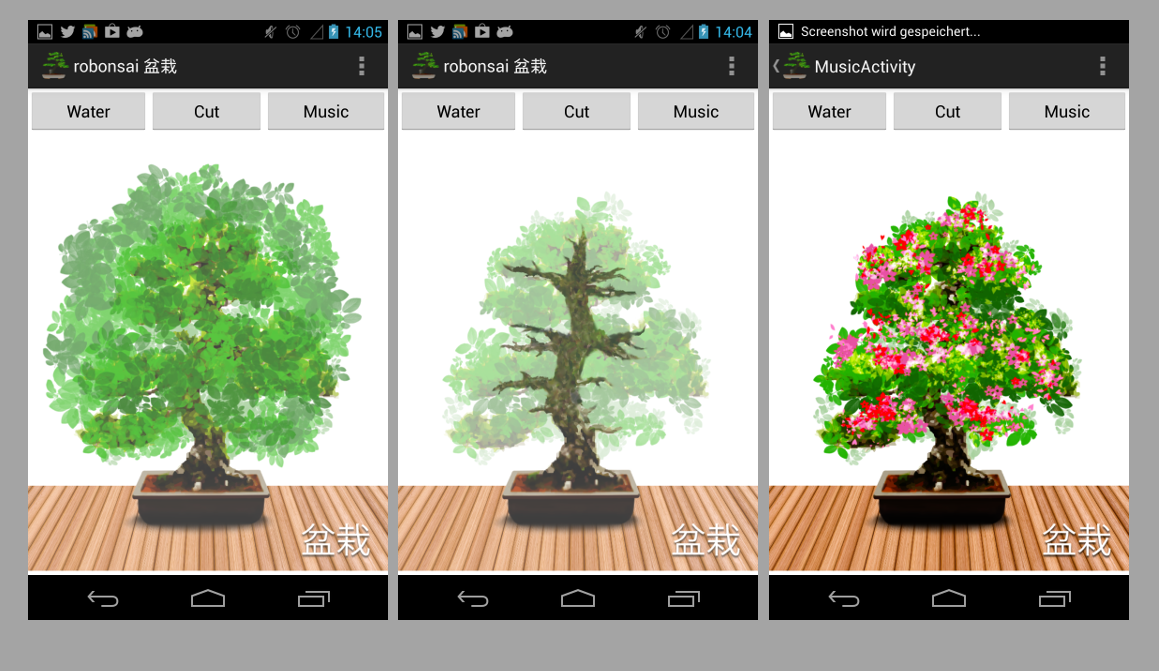 14:05
robonsai 盆栽
Water
Cut
Music
盆栽
14:04
robonsai 盆栽
Water
Cut
Music
盆栽
Screenshot wird gespeichert...
MusicActivity
Water
Cut
Music
盆栽